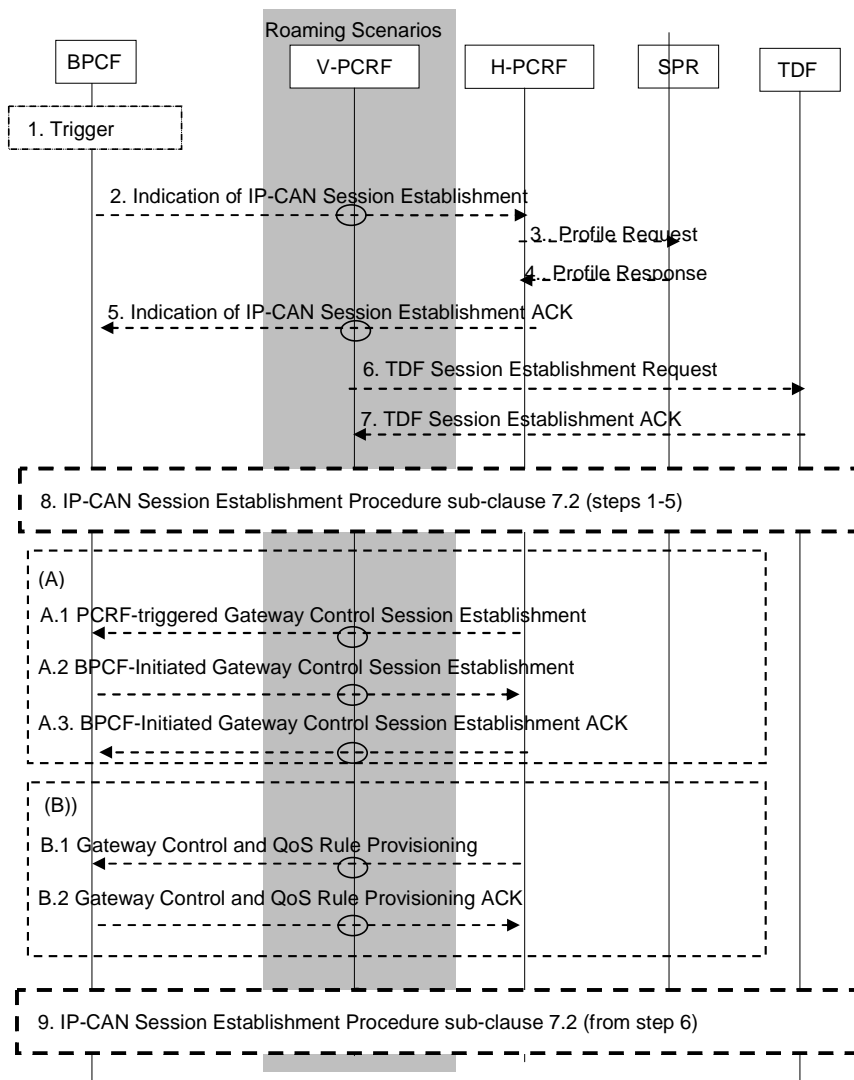 Roaming Scenarios
BPCF
V-PCRF
H-PCRF
SPR
TDF
1. Trigger
2. Indication of IP-CAN Session Establishment
3.. Profile Request
4.. Profile Response
5. Indication of IP-CAN Session Establishment ACK
6. TDF Session Establishment Request
7. TDF Session Establishment ACK
8. IP-CAN Session Establishment Procedure sub-clause 7.2 (steps 1-5)
(A)
A.1 PCRF-triggered Gateway Control Session Establishment
A.2 BPCF-Initiated Gateway Control Session Establishment
A.3. BPCF-Initiated Gateway Control Session Establishment ACK
(B))
B.1 Gateway Control and QoS Rule Provisioning
B.2 Gateway Control and QoS Rule Provisioning ACK
9. IP-CAN Session Establishment Procedure sub-clause 7.2 (from step 6)